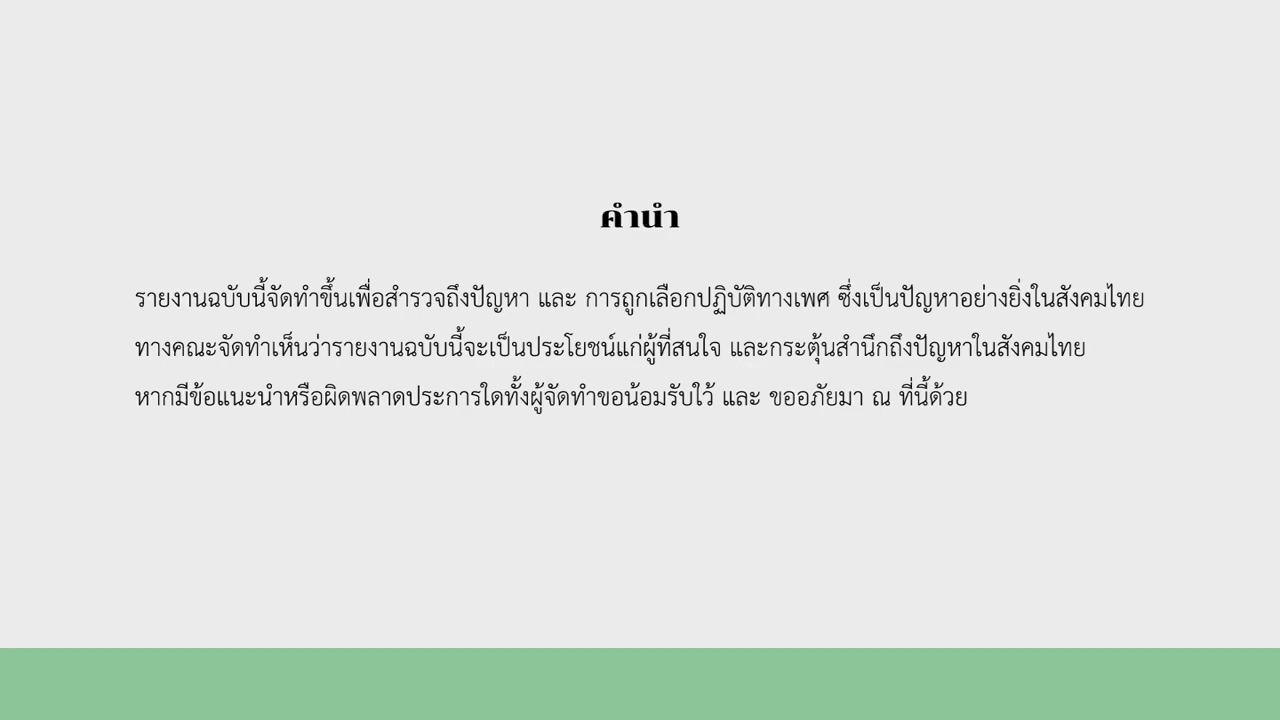 คำนำ
รายงานฉบับนี้จัดทำขึ้นเพื่อสำรวจถึงปัญหา และ การถูกเลือกปฏิบัติทางเพศ ซึ่งเป็นปัญหาอย่างยิ่งในสังคมไทย
ทางคณะจัดทำเห็นว่ารายงานฉบับนี้จะเป็นประโยชน์แก่ผู้ที่สนใจ และกระตุ้นสำนึกถึงปัญหาในสังคมไทย
หากมีข้อแนะนำหรือผิดพลาดประการใดทั้งผู้จัดทำขอน้อมรับใว้ และ ขออภัยมา ณ ที่นี้ด้วย